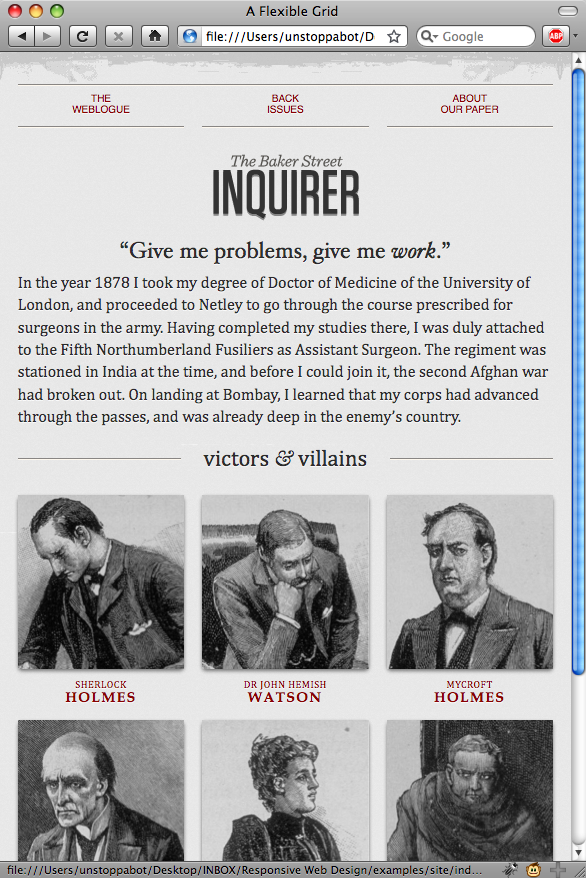 A Flexible Grid
file:///Users/unstoppabot/D
Google
ABP
THE
WEBLOGUE
BACK
ISSUES
ABOUT
OUR PAPER
The Baker Street
INQUIRER
“Give me problems, give me work.”
In the year 1878 I took my degree of Doctor of Medicine of the University of
London, and proceeded to Netley to go through the course prescribed for
surgeons in the army. Having completed my studies there, I was duly attached
to the Fifth Northumberland Fusiliers as Assistant Surgeon. The regiment was
stationed in India at the time, and before I could join it, the second Afghan war
had broken out. On landing at Bombay, I learned that my corps had advanced
through the passes, and was already deep in the enemy’s country.
victors & villains
SHERLOCK
HOLMES
DR JOHN HEMISH
WATSON
MYCROFT
HOLMES
file:///Users/unstoppabot/Desktop/INBOX/Responsive Web Design/examples/site/ind...